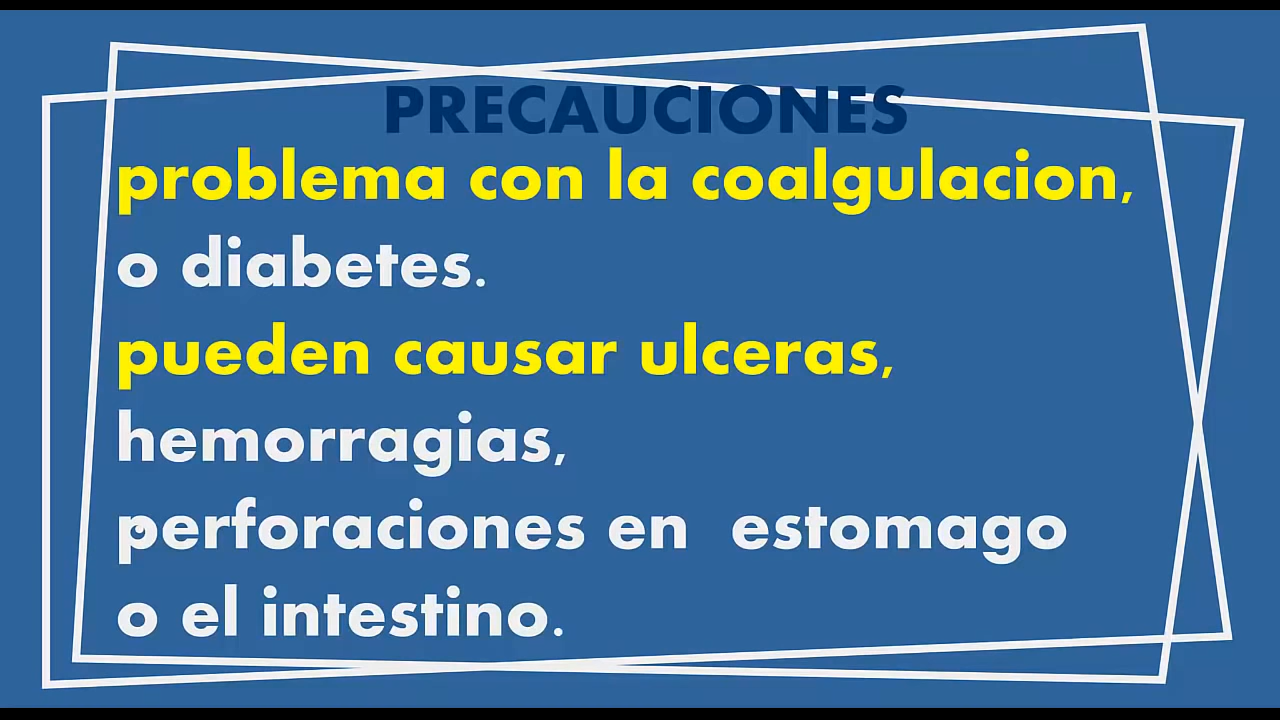 PRECAUCIONES
problema con la coalgulacion,
o diabetes.
pueden causar ulceras,
hemorragias,
perforaciones en  estomago
o el intestino.